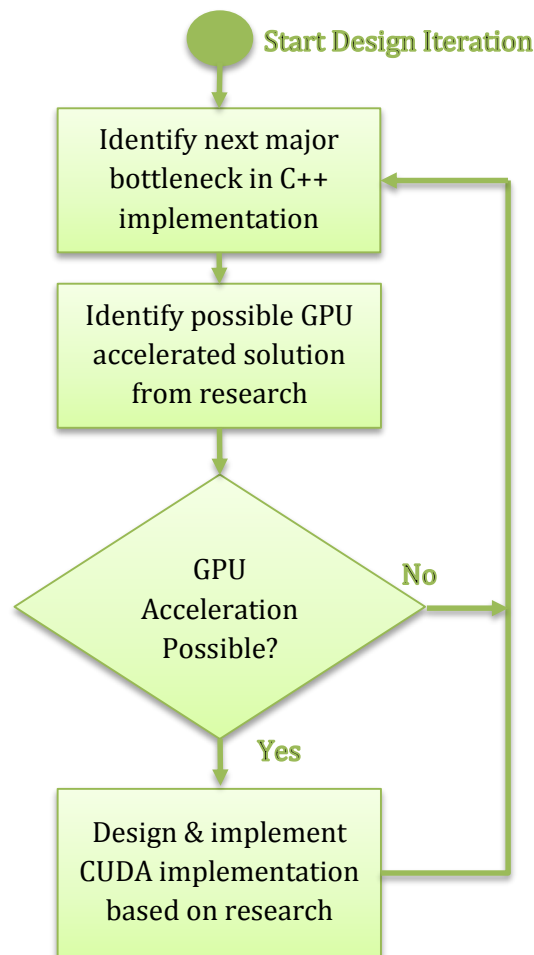 Start Design Iteration
Identify next major
bottleneck in C++
implementation
Identify possible GPU
accelerated solution
from research
GPU
Acceleration
Possible?
No
Yes
Design & implement
CUDA implementation
based on research